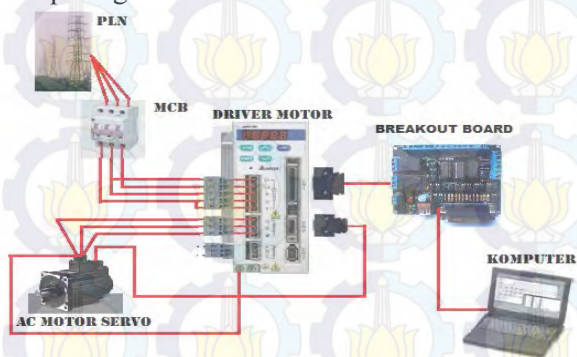 PLN
MCB
DRIVER MOTOR
BREAKOUT BOARD
KOMPUTER
AC MOTOR SERVO